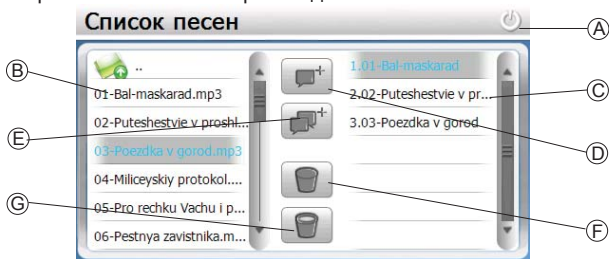 Список песен
A
..
B
01-Bal-maskarad.mp3
02-Puteshestvie v proshl...
03-Poezdka v gorod.mp3
04-Miliceyskiy protokol....
05-Pro rechku Vachu i p...
06-Pestnya zavistnika.m...
1.01-Bal-maskarad
2.02-Puteshestvie v pr...
3.03-Poezdka v gorod
C
E
D
G
F